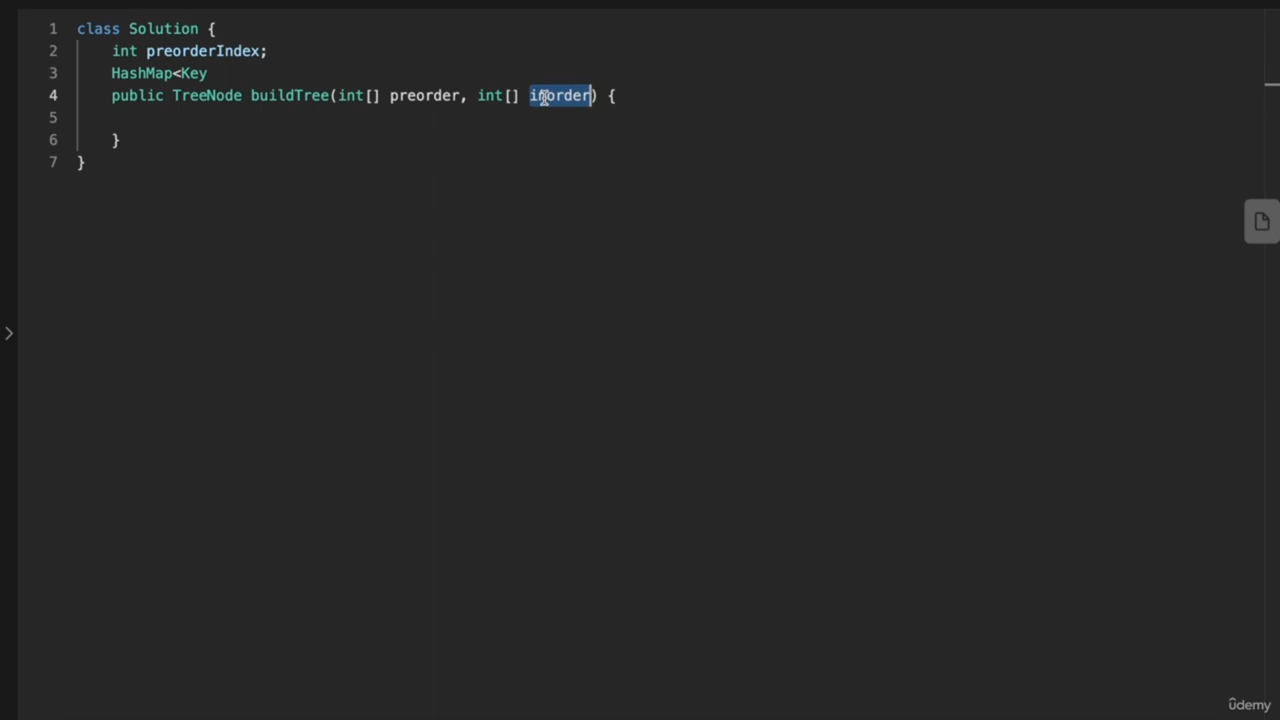 1 class Solution {
2 int preorderIndex;
3 HashMap<Key
4 public TreeNode buildTree(int[] preorder, int[] inorder) {
5
6 }
7 }
ûdemy